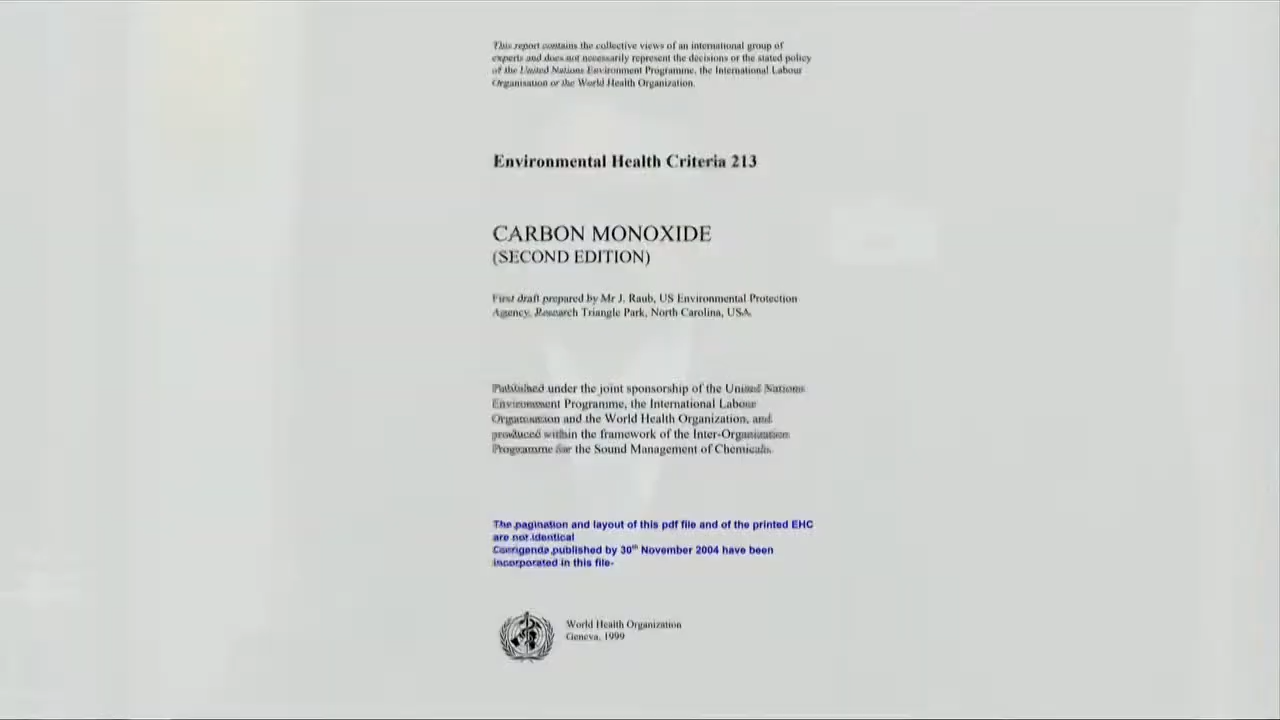 This report contains the collective views of an international group of
experts and does not necessarily represent the decisions or the stated policy
of the United Nations Environment Programme, the International Labour
Organisation or the World Health Organization.
Environmental Health Criteria 213
CARBON MONOXIDE
(SECOND EDITION)
First draft prepared by Mr J. Raub, US Environmental Protection
Agency, Research Triangle Park, North Carolina, USA.
Published under the joint sponsorship of the United Nations
Environment Programme, the International Labour
Organisation and the World Health Organization, and
produced within the framework of the Inter-Organization
Programme for the Sound Management of Chemicals.
The pagination and layout of this pdf file and of the printed EHC
are not identical
Corrigenda published by 30th November 2004 have been
incorporated in this file-
World Health Organization
Geneva, 1999